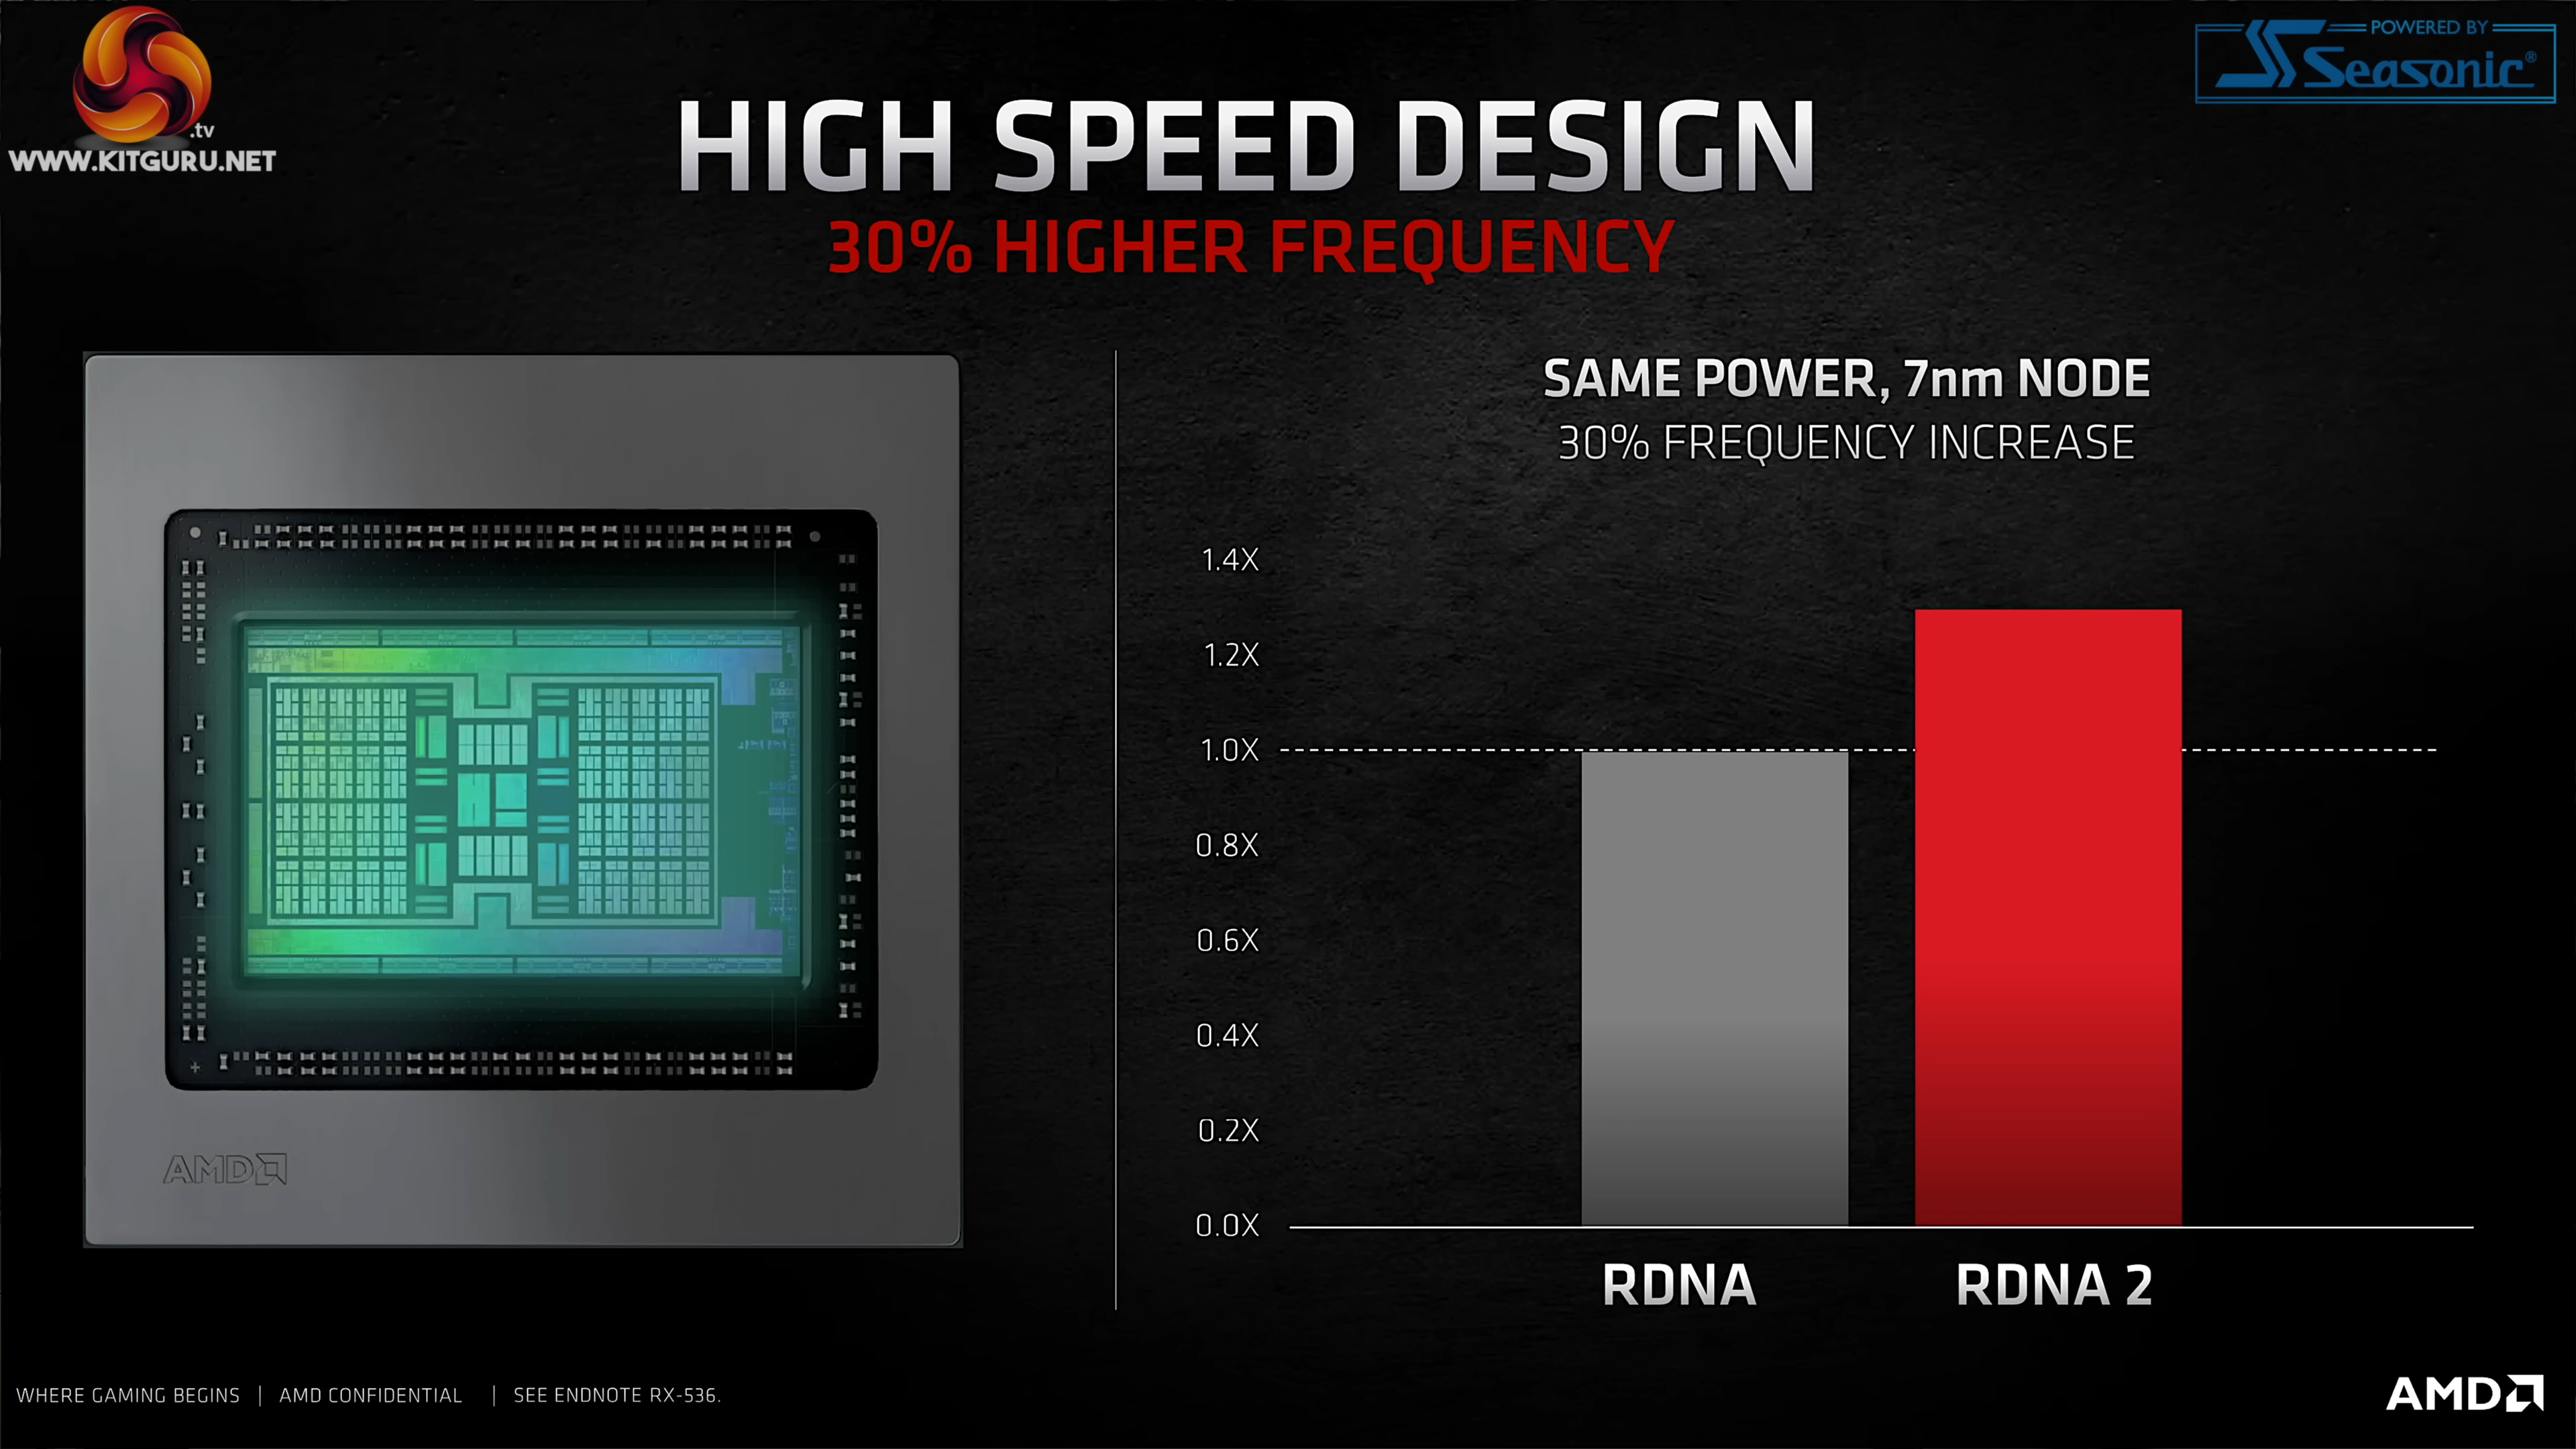 .tv
WWW.KITGURU.NET
POWERED BY
Seasonic®
HIGH SPEED DESIGN
30% HIGHER FREQUENCY
AMD
SAME POWER, 7nm NODE
30% FREQUENCY INCREASE
1.4X
1.2X
1.0X
0.8X
0.6X
0.4X
0.2X
0.0X
RDNA RDNA 2
WHERE GAMING BEGINS | AMD CONFIDENTIAL | SEE ENDNOTE RX-536.
AMD